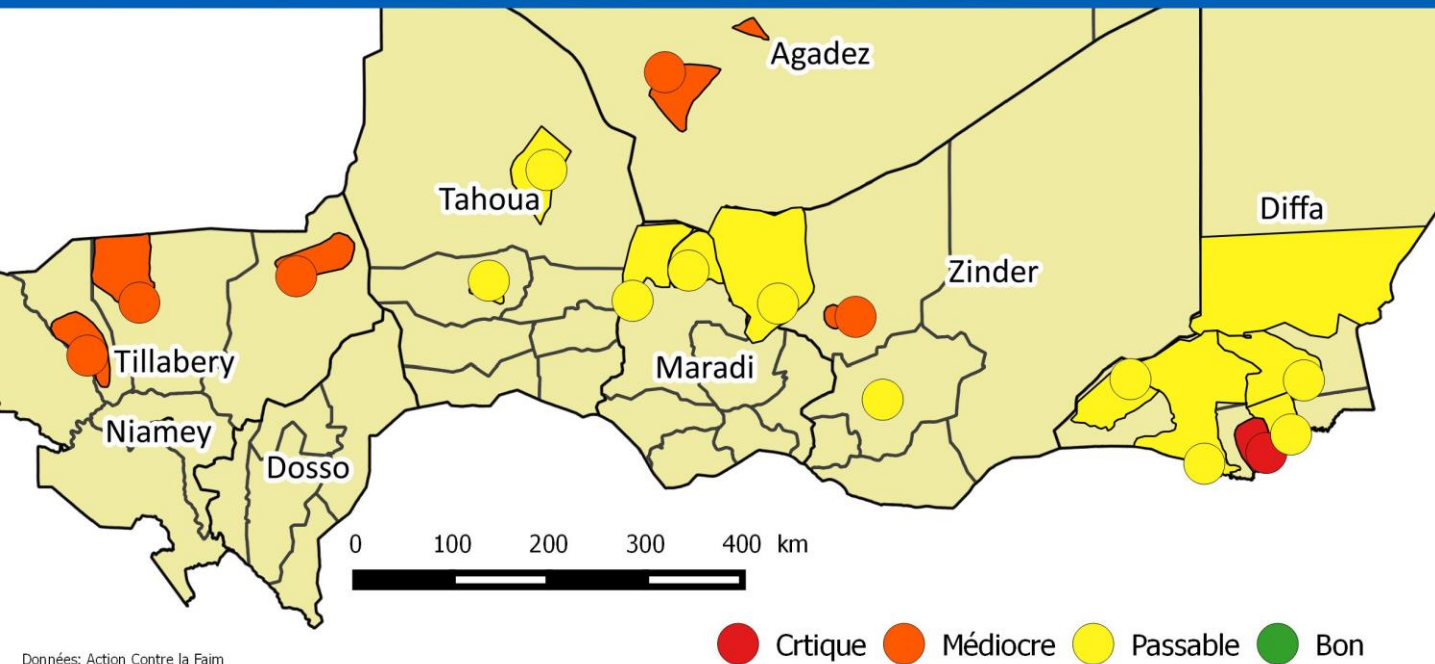 Agadez
Tahoua
Diffa
Zinder
Tillabery
Maradi
Niamey
Dosso
0 100 200 300 400 km
Crtique Médiocre Passable Bon
Données: Action Contre la Faim